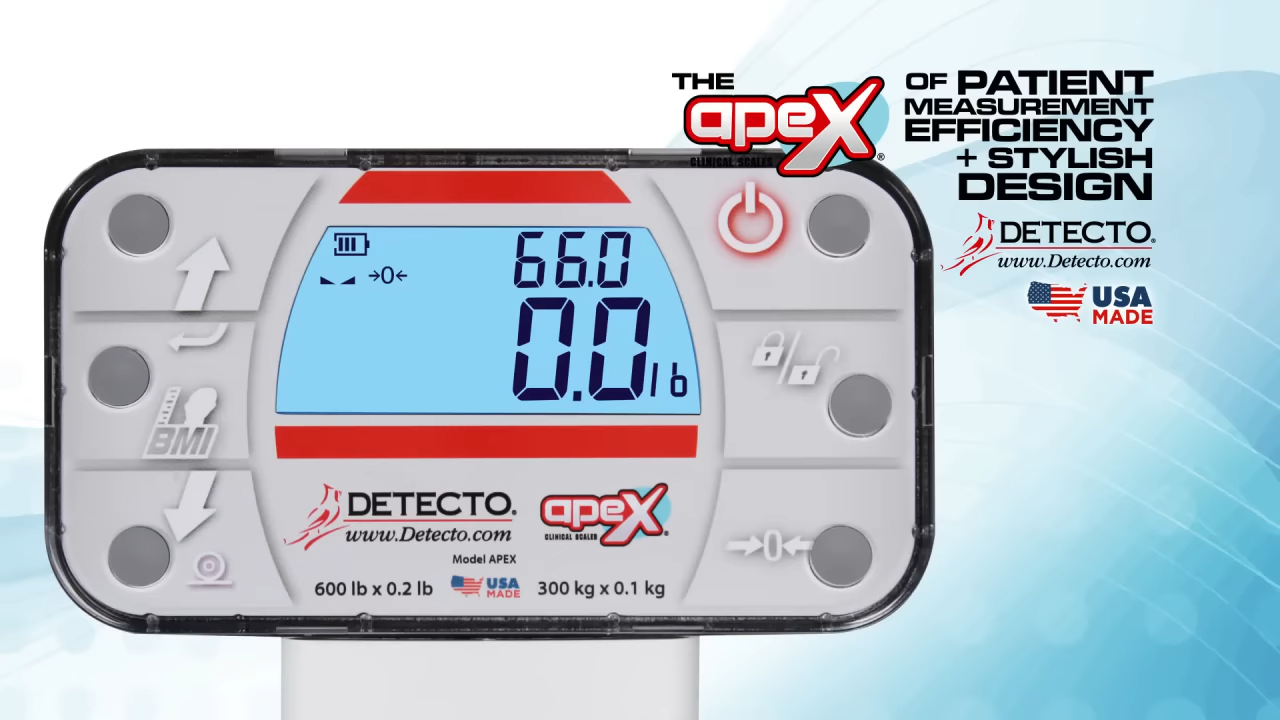 THE
apeX
CLINICAL SCALES
®
OF PATIENT
MEASUREMENT
EFFICIENCY
+ STYLISH
DESIGN
DETECTO®
www.Detecto.com
USA
MADE
66.0
→0←
0.0 lb
BMI
→0←
DETECTO.
www.Detecto.com
apeX
CLINICAL SCALES
®
Model APEX
600 lb x 0.2 lb
USA
MADE
300 kg x 0.1 kg